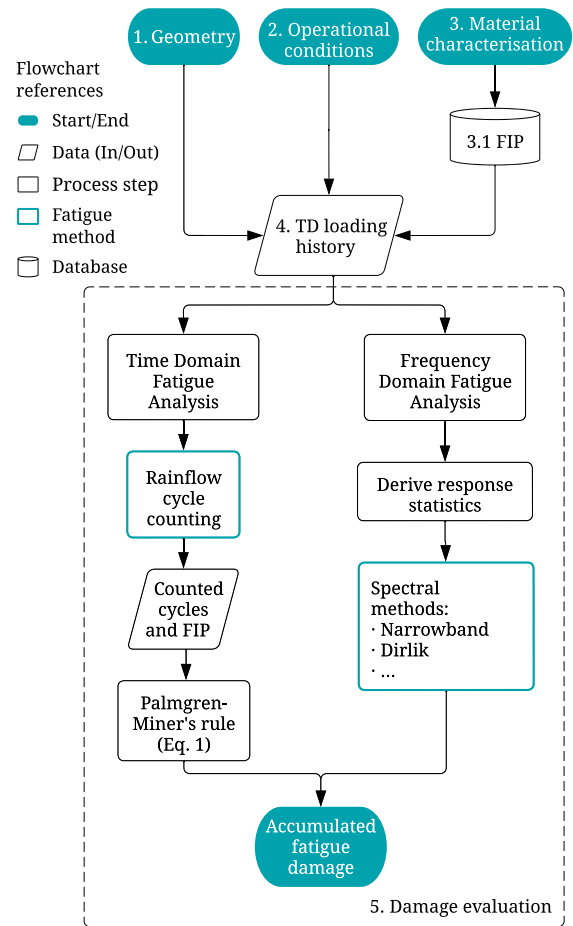 1. Geometry
2. Operational
conditions
3. Material
characterisation
Flowchart
references
Start/End
Data (In/Out)
Process step
Fatigue
method
Database
3.1 FIP
4. TD loading
history
Time Domain
Fatigue
Analysis
Frequency
Domain Fatigue
Analysis
Rainflow
cycle
counting
Derive response
statistics
Counted
cycles
and FIP
Spectral
methods:
· Narrowband
· Dirlik
· ...
Palmgren-
Miner's rule
(Eq. 1)
Accumulated
fatigue
damage
5. Damage evaluation